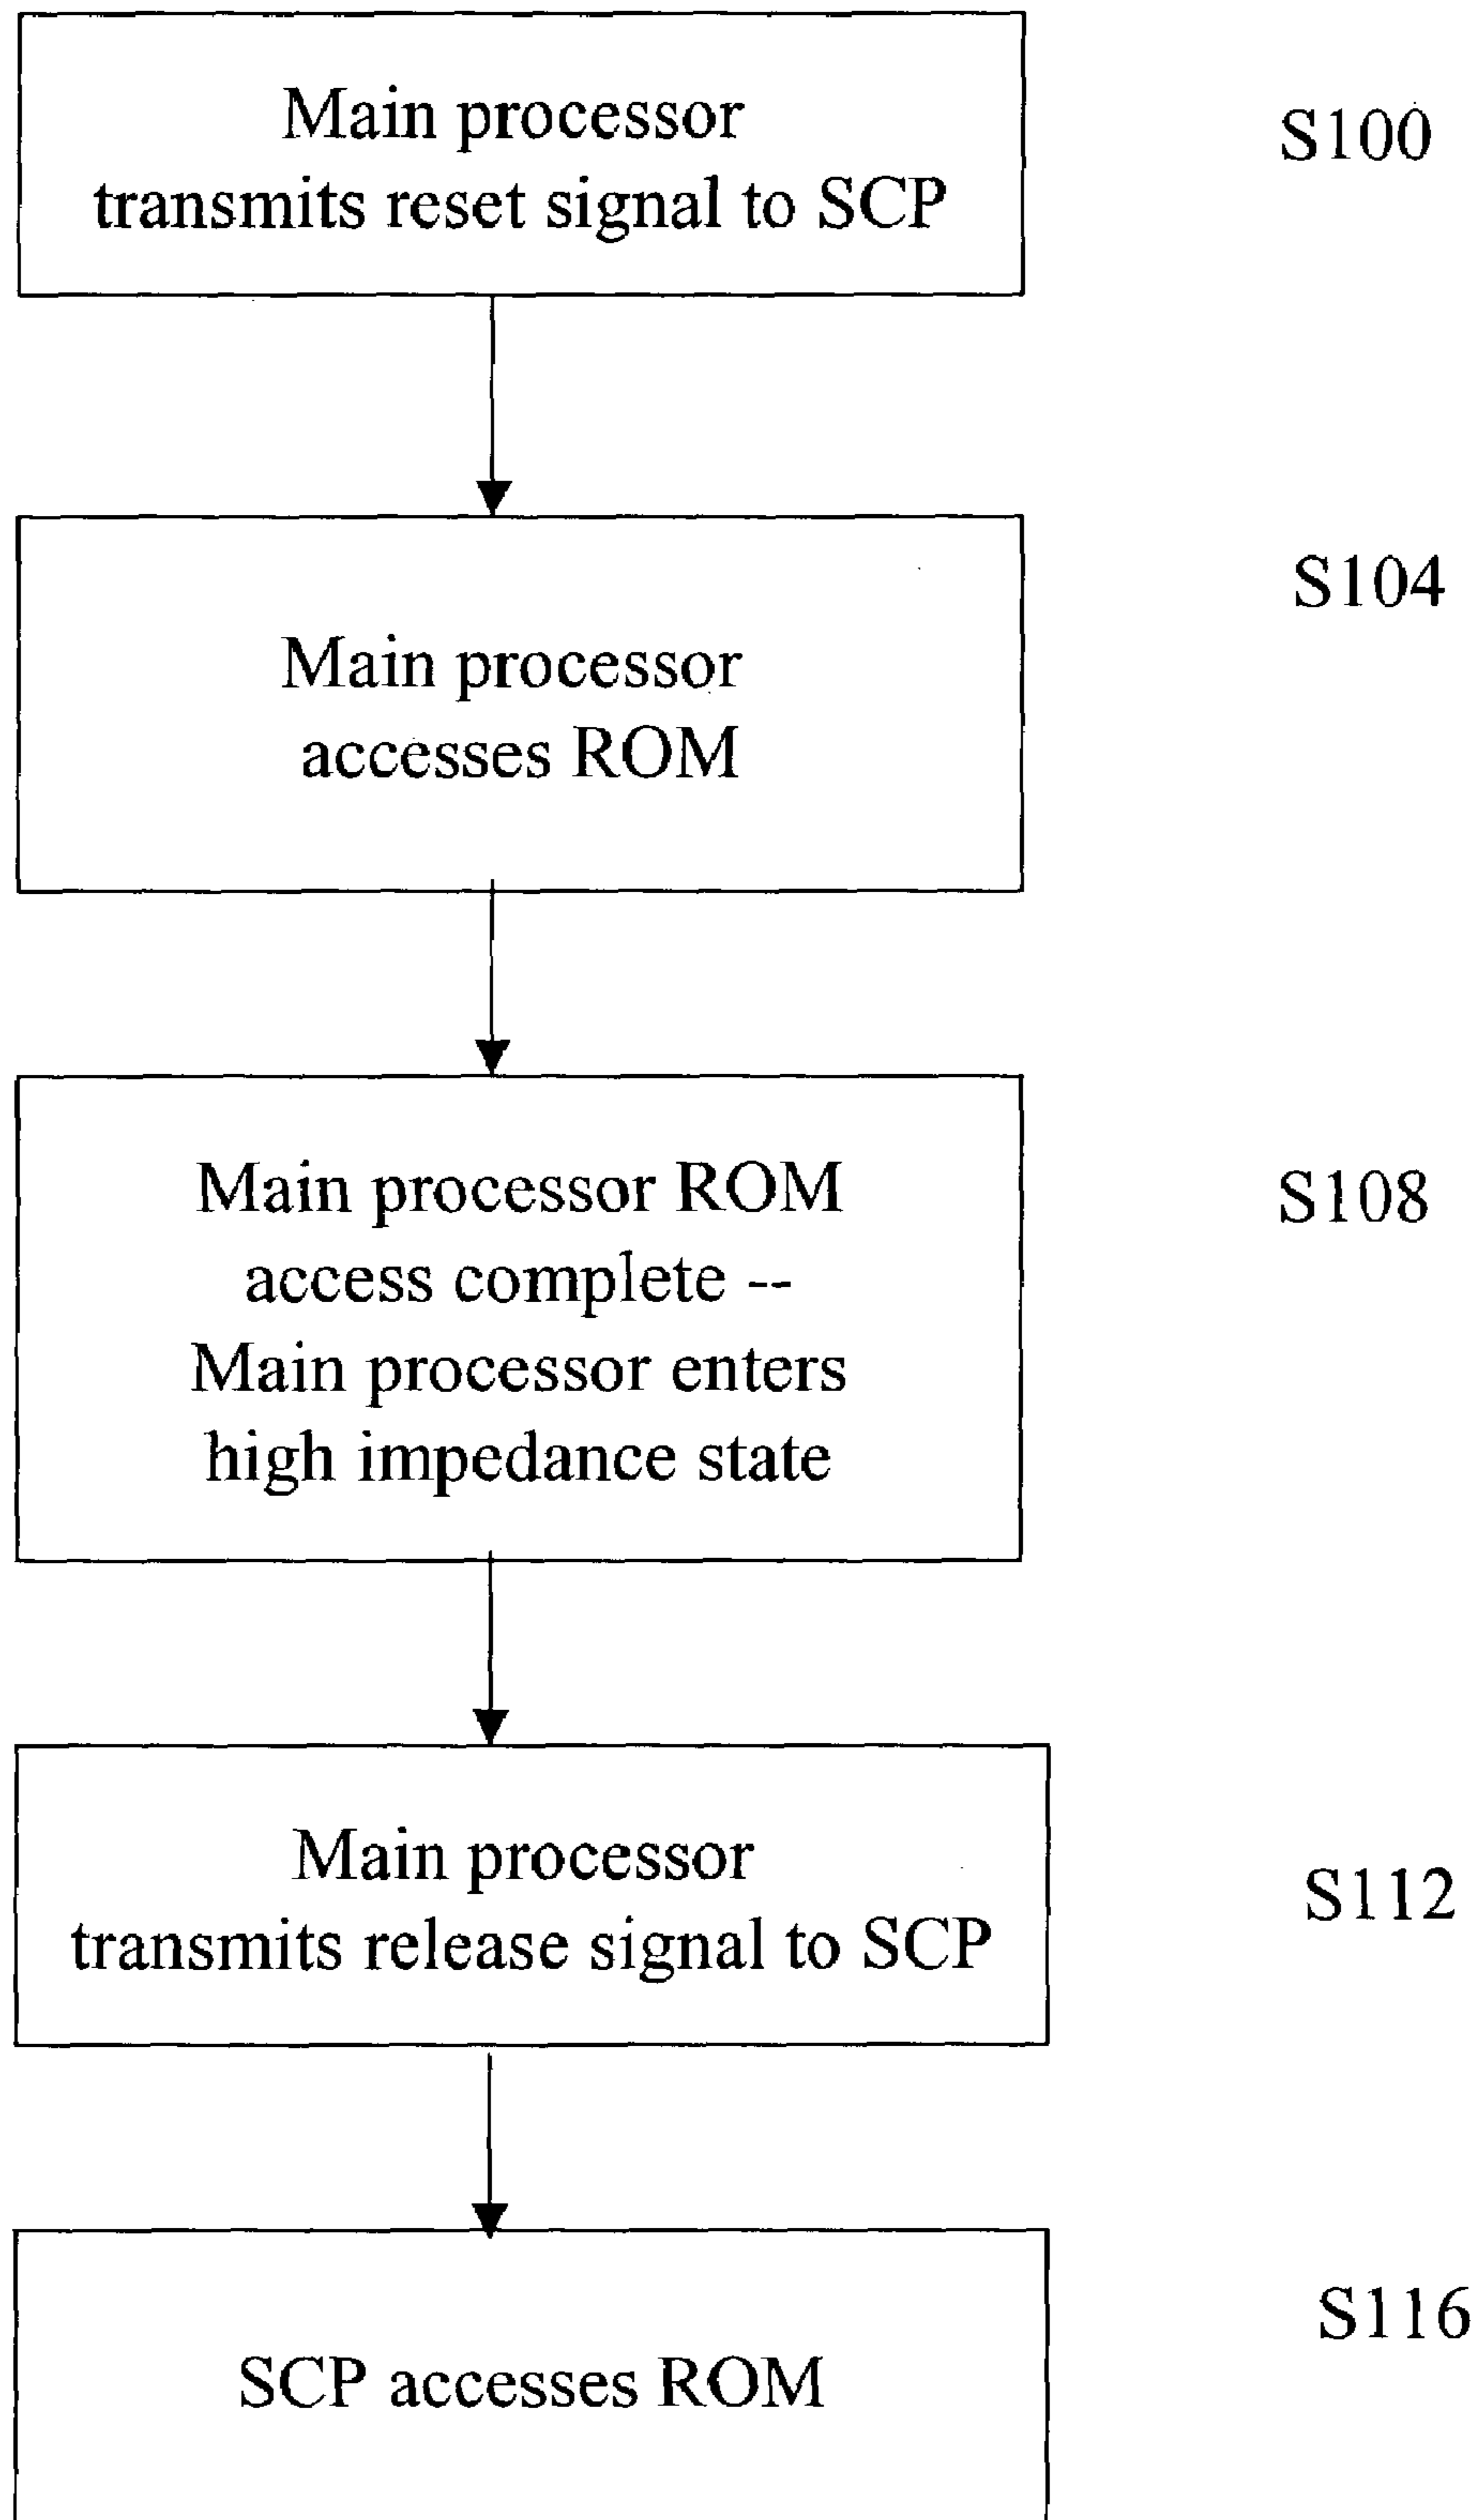 Main processor
transmits reset signal to SCP
S100
Main processor
accesses ROM
S104
Main processor ROM
access complete --
Main processor enters
high impedance state
S108
Main processor
transmits release signal to SCP
S112
SCP accesses ROM
S116